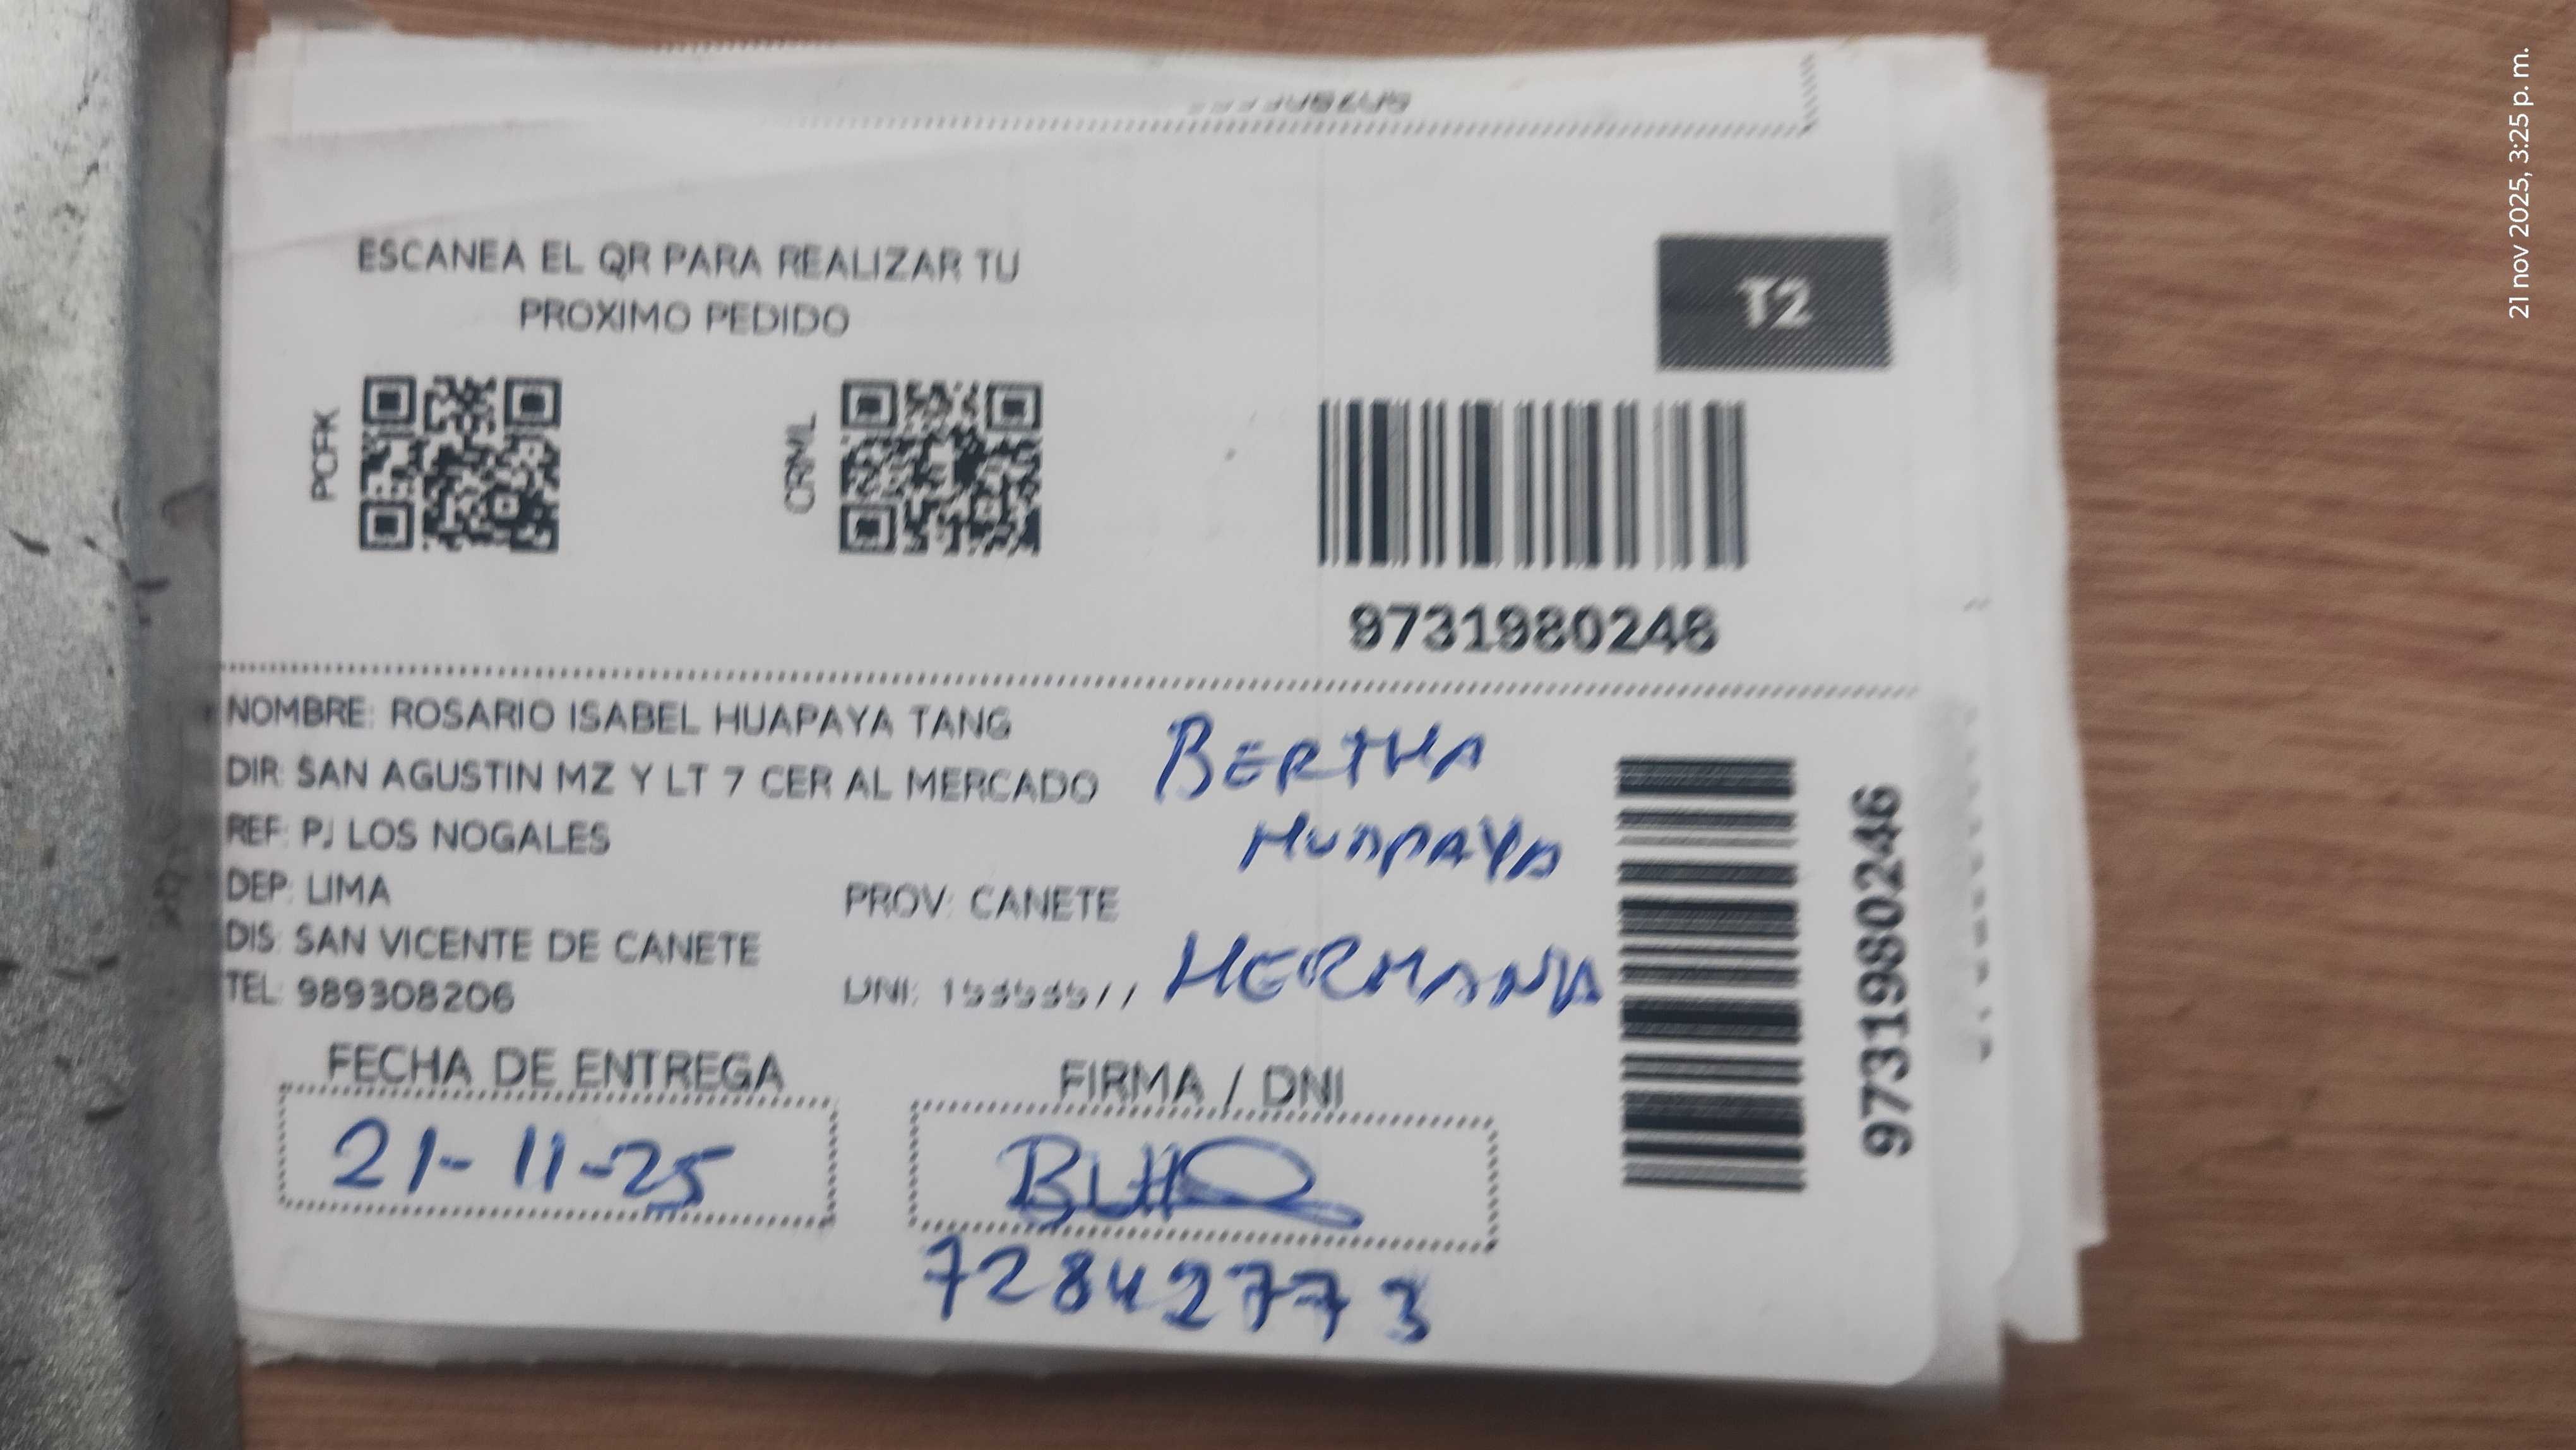 ESCANEA EL QR PARA REALIZAR TU
PROXIMO PEDIDO
T2
PCFK
CRML
9731980246
NOMBRE: ROSARIO ISABEL HUAPAYA TANG
DIR: SAN AGUSTIN MZ Y LT 7 CER AL MERCADO
REF: PJ LOS NOGALES
DEP: LIMA
PROV: CANETE
DIS: SAN VICENTE DE CANETE
TEL: 989308206
DNI:
BERTHA
HUAPAYA
HERMANA
9731980246
FECHA DE ENTREGA
21-11-25
FIRMA / DNI
72842773
21 nov 2025, 3:25 p. m.